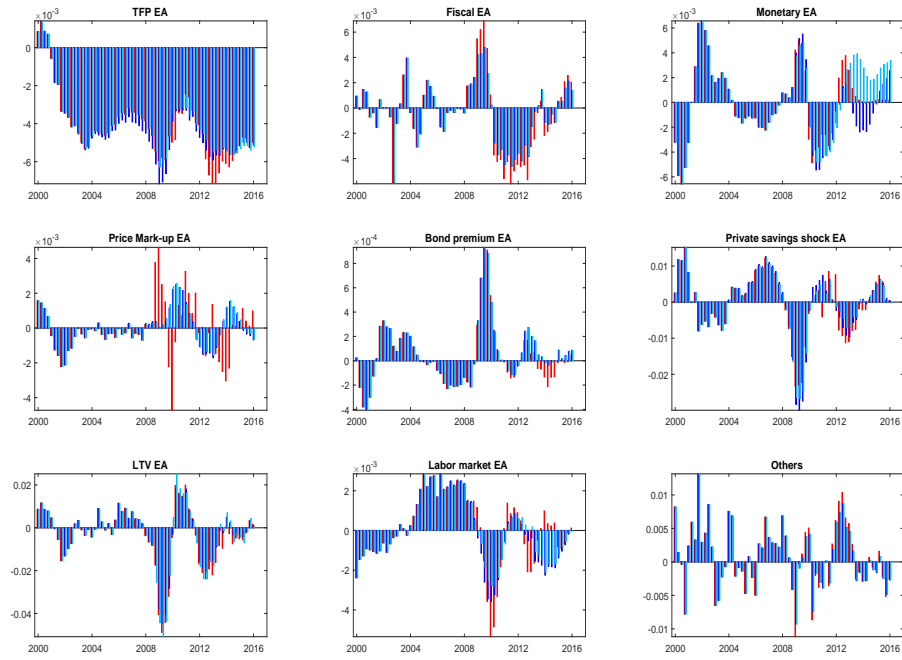 TFP EA
0
-2
-4
-6
×10⁻³
2000 2004 2008 2012 2016
Fiscal EA
×10⁻³
6
4
2
0
-2
-4
2000 2004 2008 2012 2016
Monetary EA
×10⁻³
6
4
2
0
-2
-4
-6
2000 2004 2008 2012 2016
Price Mark-up EA
×10⁻³
4
2
0
-2
-4
2000 2004 2008 2012 2016
Bond premium EA
×10⁻⁴
8
6
4
2
0
-2
-4
2000 2004 2008 2012 2016
Private savings shock EA
0.01
0
-0.01
-0.02
2000 2004 2008 2012 2016
LTV EA
0.02
0
-0.02
-0.04
2000 2004 2008 2012 2016
Labor market EA
×10⁻³
2
0
-2
-4
2000 2004 2008 2012 2016
Others
0.01
0.005
0
-0.005
-0.01
2000 2004 2008 2012 2016